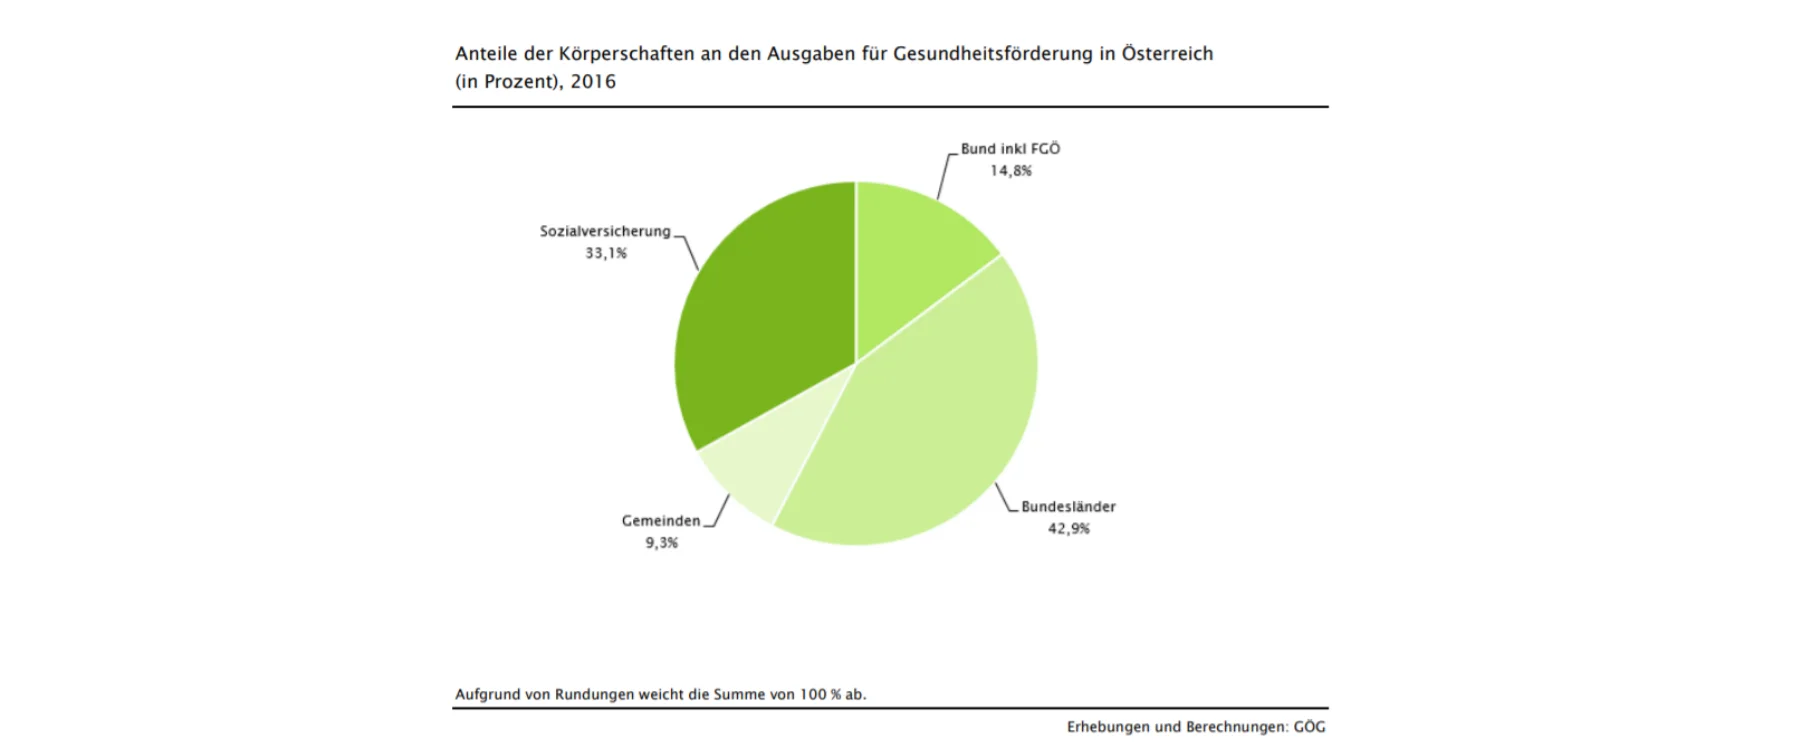 Anteile der Körperschaften an den Ausgaben für Gesundheitsförderung in Österreich
(in Prozent), 2016
Bund inkl FGÖ
14,8%
Sozialversicherung
33,1%
Bundesländer
42,9%
Gemeinden
9,3%
Aufgrund von Rundungen weicht die Summe von 100 % ab.
Erhebungen und Berechnungen: GÖG